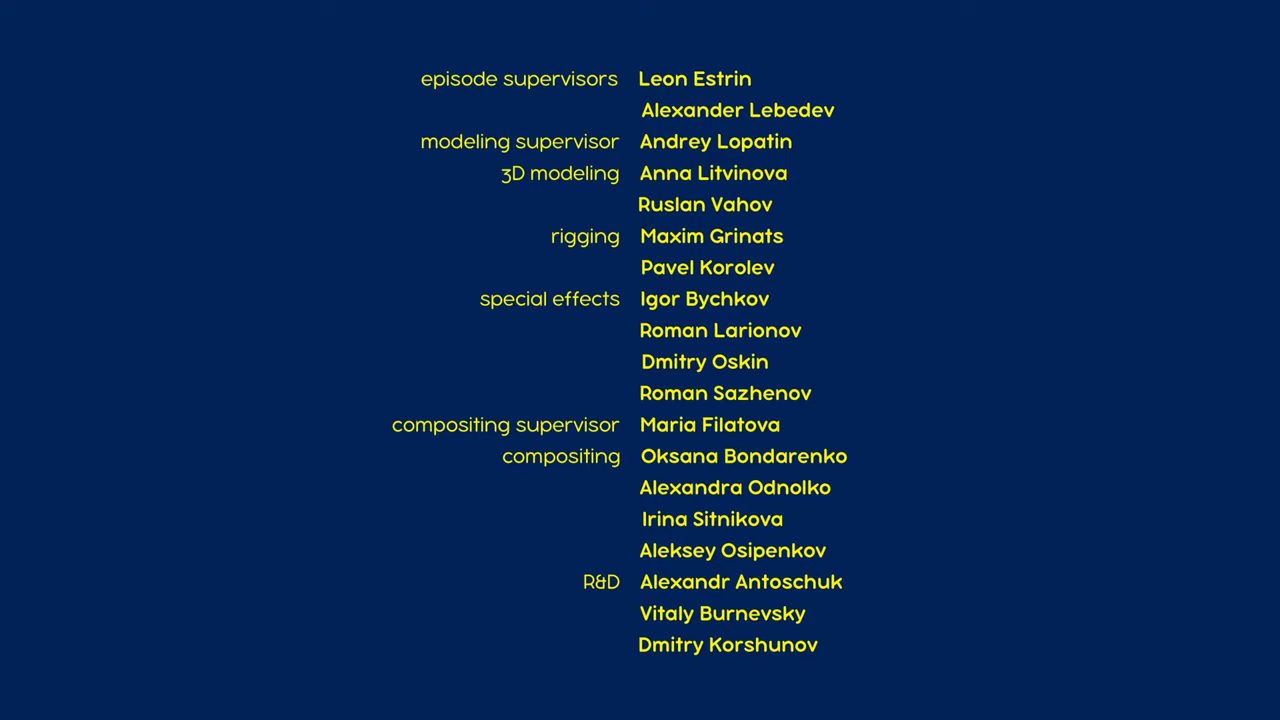 episode supervisors Leon Estrin
Alexander Lebedev
modeling supervisor Andrey Lopatin
3D modeling Anna Litvinova
Ruslan Vahov
rigging Maxim Grinats
Pavel Korolev
special effects Igor Bychkov
Roman Larionov
Dmitry Oskin
Roman Sazhenov
compositing supervisor Maria Filatova
compositing Oksana Bondarenko
Alexandra Odnolko
Irina Sitnikova
Aleksey Osipenkov
R&D Alexandr Antoschuk
Vitaly Burnevsky
Dmitry Korshunov